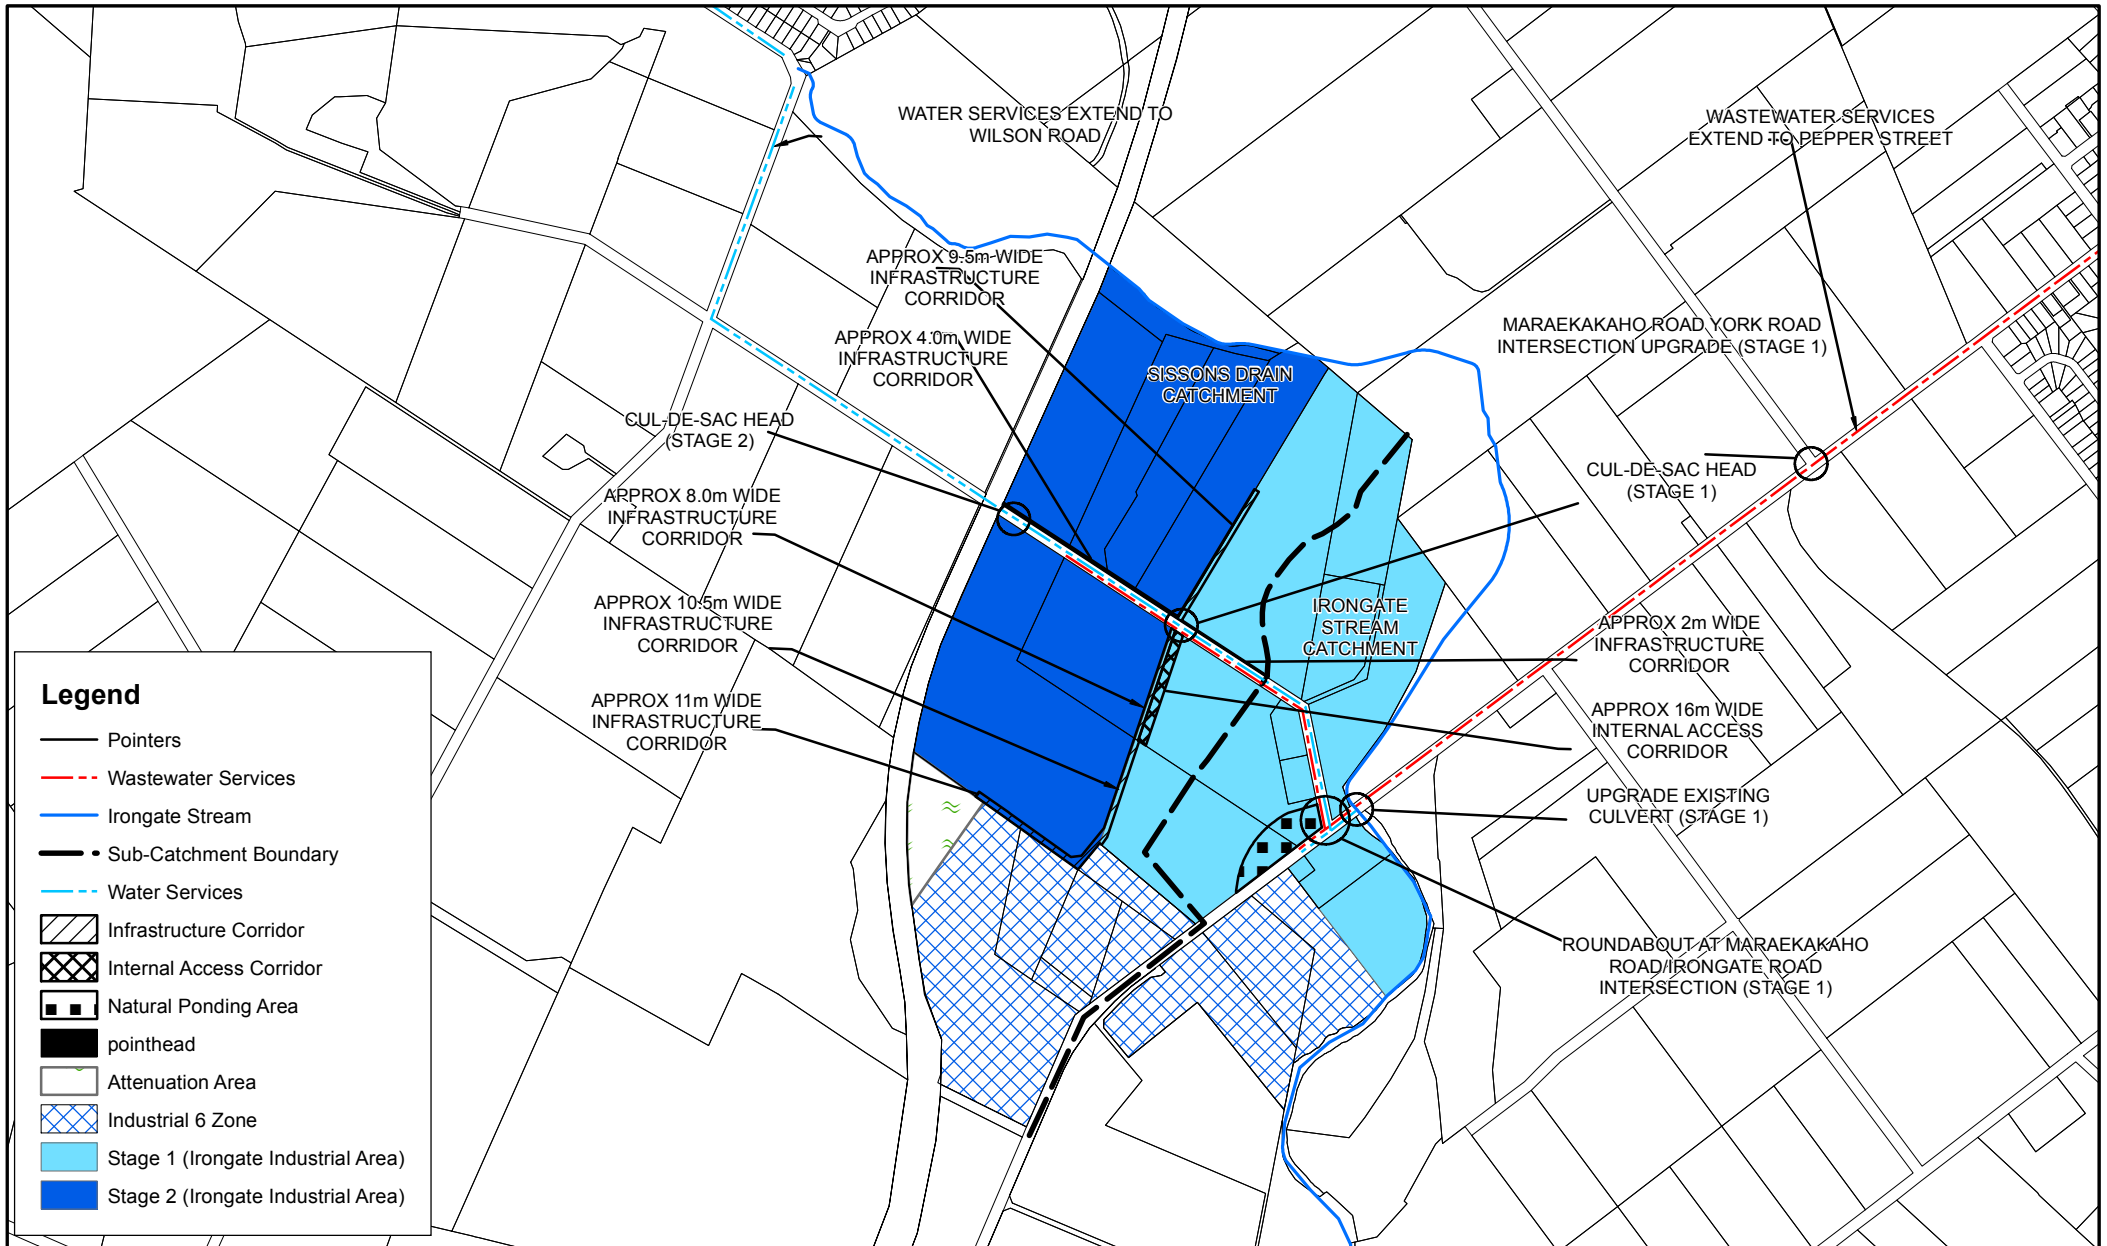 WATER SERVICES EXTEND TO
WILSON ROAD
WASTEWATER SERVICES
EXTEND TO PEPPER STREET
APPROX 9.5m WIDE
INFRASTRUCTURE
CORRIDOR
APPROX 4.0m WIDE
INFRASTRUCTURE
CORRIDOR
MARAEKAKAHO ROAD YORK ROAD
INTERSECTION UPGRADE (STAGE 1)
SISSONS DRAIN
CATCHMENT
CUL-DE-SAC HEAD
(STAGE 2)
CUL-DE-SAC HEAD
(STAGE 1)
APPROX 8.0m WIDE
INFRASTRUCTURE
CORRIDOR
APPROX 10.5m WIDE
INFRASTRUCTURE
CORRIDOR
IRONGATE
STREAM
CATCHMENT
APPROX 2m WIDE
INFRASTRUCTURE
CORRIDOR
APPROX 11m WIDE
INFRASTRUCTURE
CORRIDOR
APPROX 16m WIDE
INTERNAL ACCESS
CORRIDOR
UPGRADE EXISTING
CULVERT (STAGE 1)
ROUNDABOUT AT MARAEKAKAHO
ROAD/IRONGATE ROAD
INTERSECTION (STAGE 1)
Legend
Pointers
Wastewater Services
Irongate Stream
Sub-Catchment Boundary
Water Services
Infrastructure Corridor
Internal Access Corridor
Natural Ponding Area
pointhead
Attenuation Area
Industrial 6 Zone
Stage 1 (Irongate Industrial Area)
Stage 2 (Irongate Industrial Area)